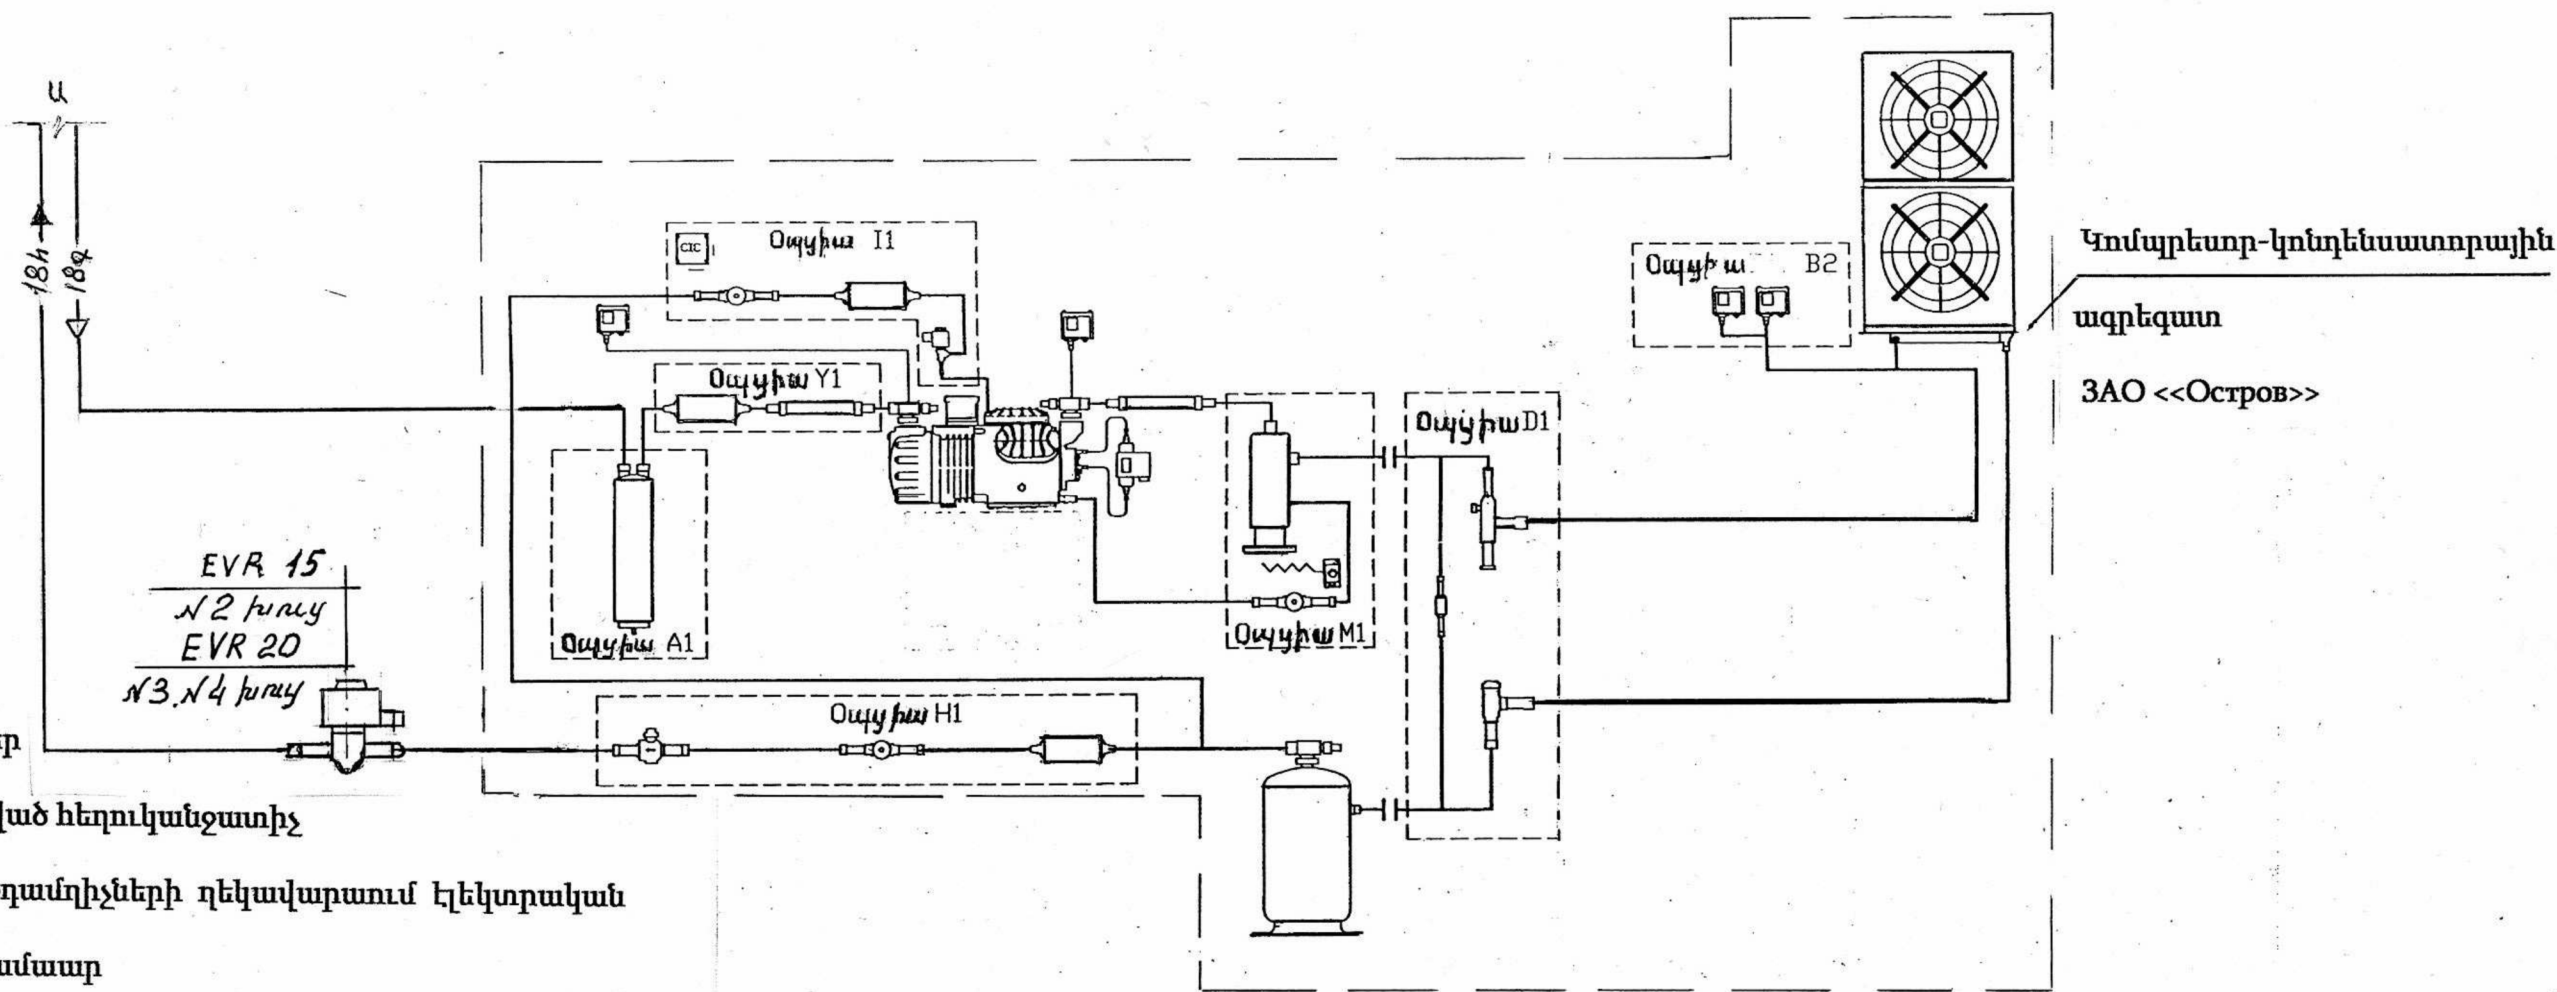 ա
18հ
18գ
CIC
Օպցիա I1
Օպցիա B2
Կոմպրեսոր-կոնդենսատորային
ագրեգատ
ЗАО <<Остров>>
Օպցիա Y1
Օպցիա D1
EVR 15
N2 խուց
EVR 20
N3.N4 խուց
Օպցիա A1
Օպցիա M1
Օպցիա H1
ր
ված հեղուկանջատիչ
դամղիչների ղեկավարաում էլեկտրական
ամաար